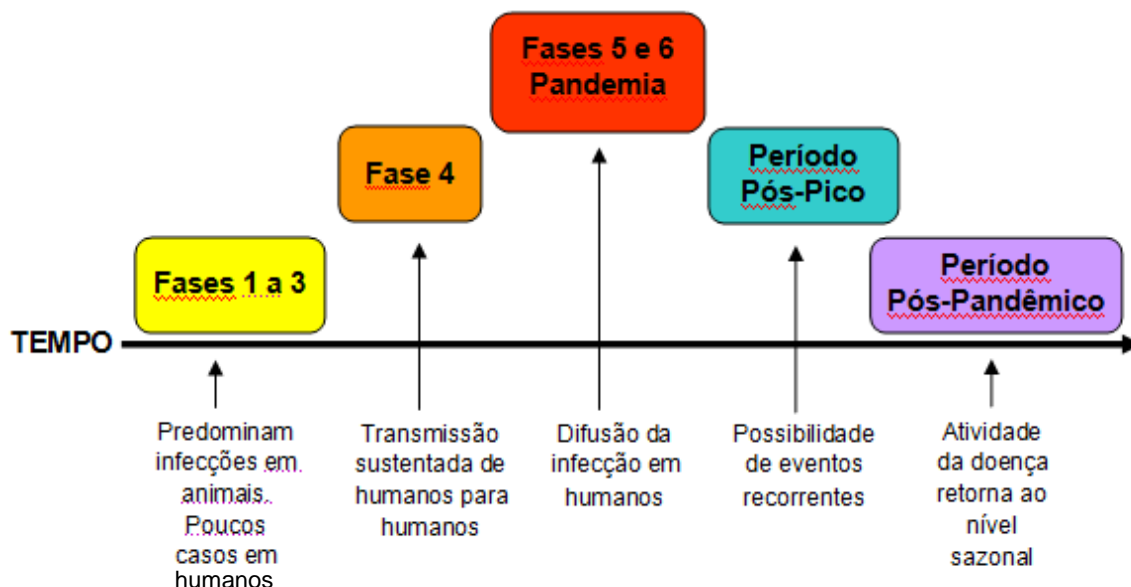 Fases 5 e 6
Pandemia
Fase 4
Período
Pós-Pico
Fases 1 a 3
Período
Pós-Pandêmico
TEMPO
Predominam
infecções em
animais.
Poucos
casos em
humanos
Transmissão
sustentada de
humanos para
humanos
Difusão da
infecção em
humanos
Possibilidade
de eventos
recorrentes
Atividade
da doença
retorna ao
nível
sazonal